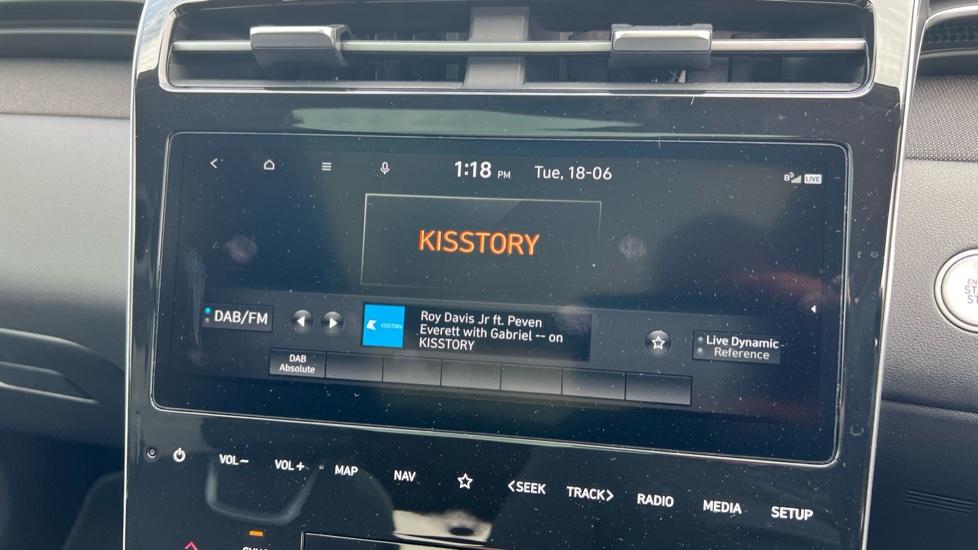 1:18 PM Tue, 18-06
LIVE
KISSTORY
DAB/FM
KISSTORY
Roy Davis Jr ft. Peven
Everett with Gabriel -- on
KISSTORY
Live Dynamic
Reference
DAB
Absolute
VOL− VOL+ MAP NAV <SEEK TRACK> RADIO MEDIA SETUP